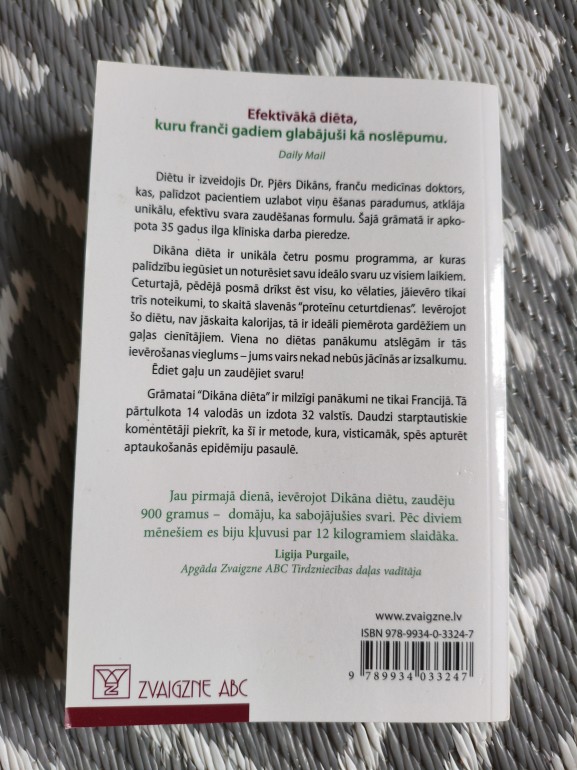 Efektīvākā diēta,
kuru franči gadiem glabājuši kā noslēpumu.
Daily Mail
Diētu ir izveidojis Dr. Pjērs Dikāns, franču medicīnas doktors,
kas, palīdzot pacientiem uzlabot viņu ēšanas paradumus, atklāja
unikālu, efektīvu svara zaudēšanas formulu. Šajā grāmatā ir apko-
pota 35 gadus ilga klīniska darba pieredze.
Dikāna diēta ir unikāla četru posmu programma, ar kuras
palīdzību iegūsiet un noturēsiet savu ideālo svaru uz visiem laikiem.
Ceturtajā, pēdējā posmā drīkst ēst visu, ko vēlaties, jāievēro tikai
trīs noteikumi, to skaitā slavenās “proteīnu ceturtdienas”. Ievērojot
šo diētu, nav jāskaita kalorijas, tā ir ideāli piemērota gardēžiem un
gaļas cienītājiem. Viena no diētas panākumu atslēgām ir tās
ievērošanas vieglums – jums vairs nekad nebūs jācīnās ar izsalkumu.
Ēdiet gaļu un zaudējiet svaru!
Grāmatai “Dikāna diēta” ir milzīgi panākumi ne tikai Francijā. Tā
pārtulkota 14 valodās un izdota 32 valstīs. Daudzi starptautiskie
komentētāji piekrīt, ka šī ir metode, kura, visticamāk, spēs apturēt
aptaukošanās epidēmiju pasaulē.
Jau pirmajā dienā, ievērojot Dikāna diētu, zaudēju
900 gramus – domāju, ka sabojājušies svari. Pēc diviem
mēnešiem es biju kļuvusi par 12 kilogramiem slaidāka.
Ligija Purgaile,
Apgāda Zvaigzne ABC Tirdzniecības daļas vadītāja
www.zvaigzne.lv
ISBN 978-9934-0-3324-7
9 789934 033247
ZVAIGZNE ABC